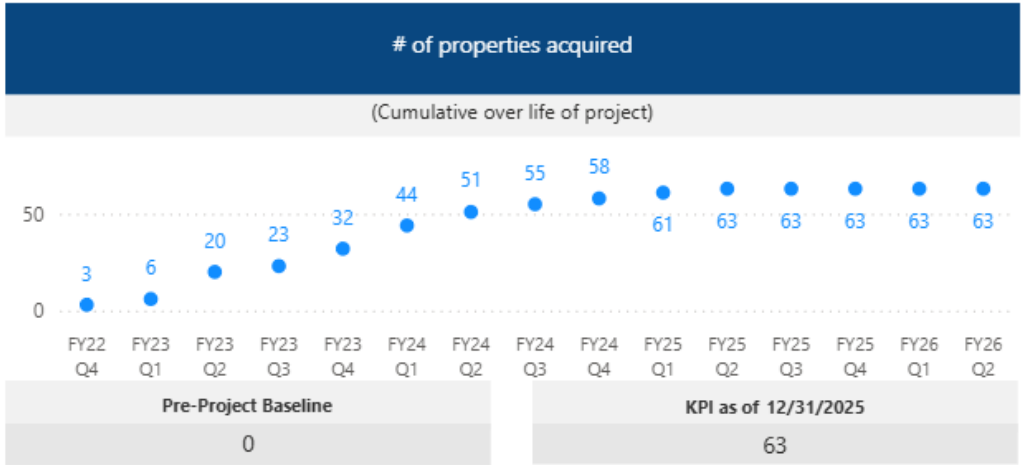 # of properties acquired
(Cumulative over life of project)
58
55
51
44
32
23
20
6
3
50
61 63 63 63 63 63
0
FY22 FY23 FY23 FY23 FY23 FY24 FY24 FY24 FY24 FY25 FY25 FY25 FY25 FY26 FY26
Q4 Q1 Q2 Q3 Q4 Q1 Q2 Q3 Q4 Q1 Q2 Q3 Q4 Q1 Q2
Pre-Project Baseline
0
KPI as of 12/31/2025
63